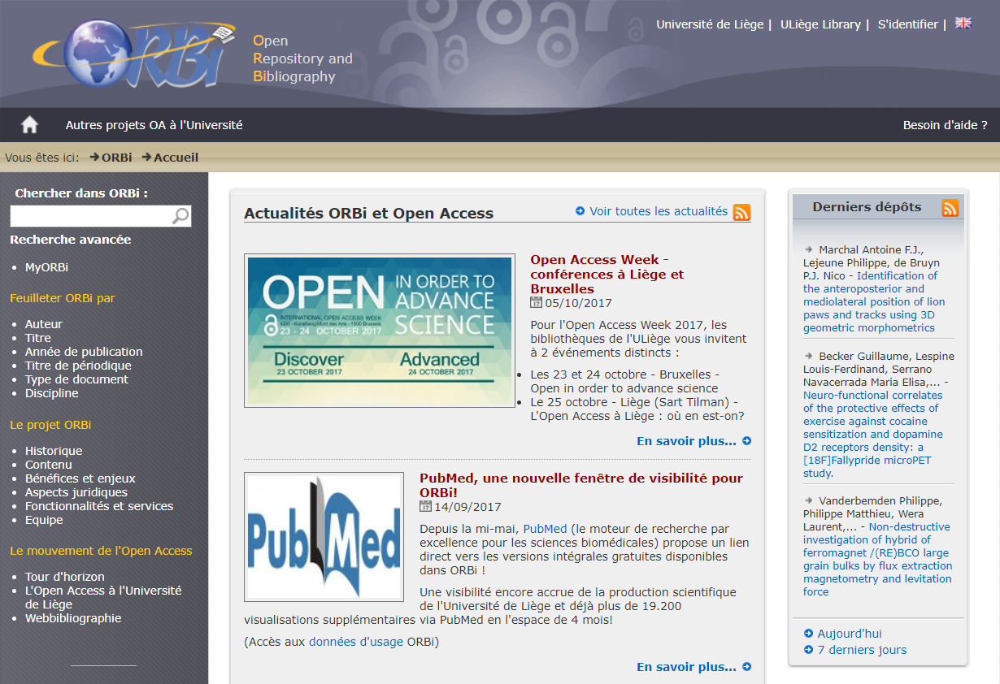 ORBi
Open
Repository and
Bibliography
Université de Liège | ULiège Library | S'identifier |
Autres projets OA à l'Université
Besoin d'aide ?
Vous êtes ici: ORBi Accueil
Chercher dans ORBi :
Recherche avancée
MyORBi
Feuilleter ORBi par
Auteur
Titre
Année de publication
Titre de périodique
Type de document
Discipline
Le projet ORBi
Historique
Contenu
Bénéfices et enjeux
Aspects juridiques
Fonctionnalités et services
Equipe
Le mouvement de l'Open Access
Tour d'horizon
L'Open Access à l'Université
de Liège
Webbibliographie
Actualités ORBi et Open Access
Voir toutes les actualités
OPEN IN ORDER TO
ADVANCE
SCIENCE
INTERNATIONAL OPEN ACCESS WEEK
KBR - Kunstberg/Mont des Arts - 1000 Brussels
23 - 24 OCTOBER 2017
Discover
23 OCTOBER 2017
Advanced
24 OCTOBER 2017
Open Access Week -
conférences à Liège et
Bruxelles
17 05/10/2017
Pour l'Open Access Week 2017, les
bibliothèques de l'ULiège vous invitent
à 2 événements distincts :
Les 23 et 24 octobre - Bruxelles -
Open in order to advance science
Le 25 octobre - Liège (Sart Tilman) -
L'Open Access à Liège : où en est-on?
En savoir plus...
PubMed
PubMed, une nouvelle fenêtre de visibilité pour
ORBi!
17 14/09/2017
Depuis la mi-mai, PubMed (le moteur de recherche par
excellence pour les sciences biomédicales) propose un lien
direct vers les versions intégrales gratuites disponibles
dans ORBi !
Une visibilité encore accrue de la production scientifique
de l'Université de Liège et déjà plus de 19.200
visualisations supplémentaires via PubMed en l'espace de 4 mois!
(Accès aux données d'usage ORBi)
En savoir plus...
Derniers dépôts
Marchal Antoine F.J.,
Lejeune Philippe, de Bruyn
P.J. Nico - Identification of
the anteroposterior and
mediolateral position of lion
paws and tracks using 3D
geometric morphometrics
Becker Guillaume, Lespine
Louis-Ferdinand, Serrano
Navacerrada Maria Elisa,... -
Neuro-functional correlates
of the protective effects of
exercise against cocaine
sensitization and dopamine
D2 receptors density: a
[18F]Fallypride microPET
study.
Vanderbemden Philippe,
Philippe Matthieu, Wera
Laurent,... - Non-destructive
investigation of hybrid of
ferromagnet /(RE)BCO large
grain bulks by flux extraction
magnetometry and levitation
force
Aujourd'hui
7 derniers jours